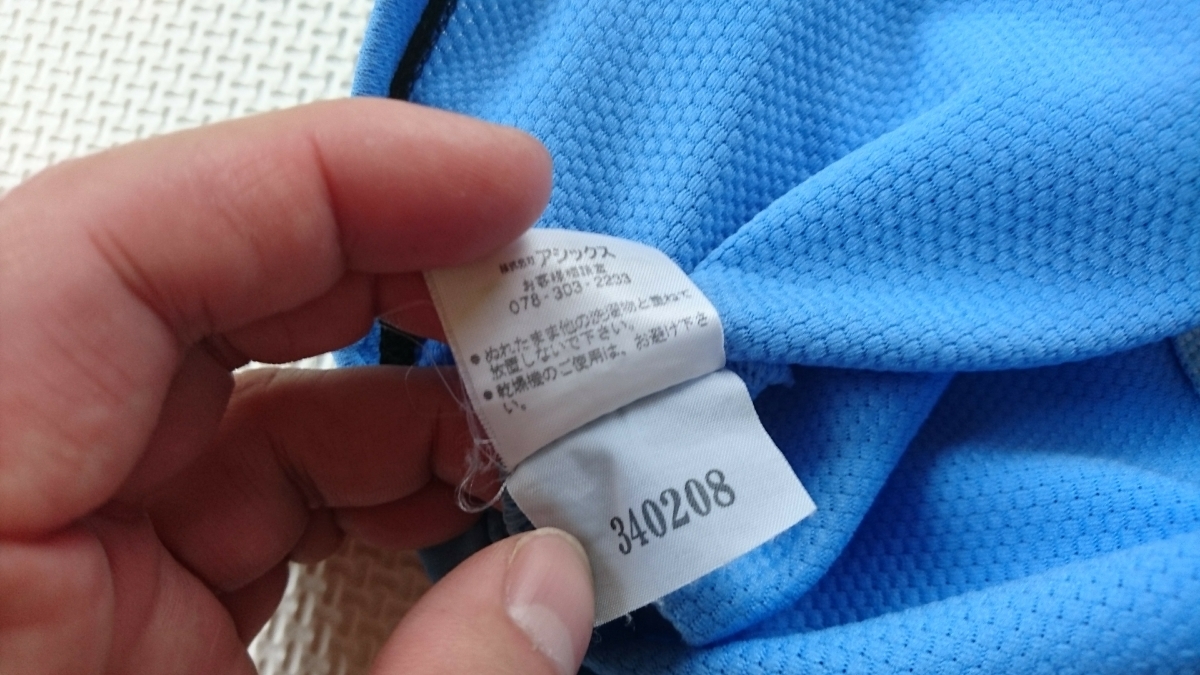 株式会社 アシックス
お客様相談室
078-303-2233
● ぬれたまま他の洗濯物と重ねて
放置しないで下さい。
● 乾燥機のご使用は、お避け下さ
い。
340208